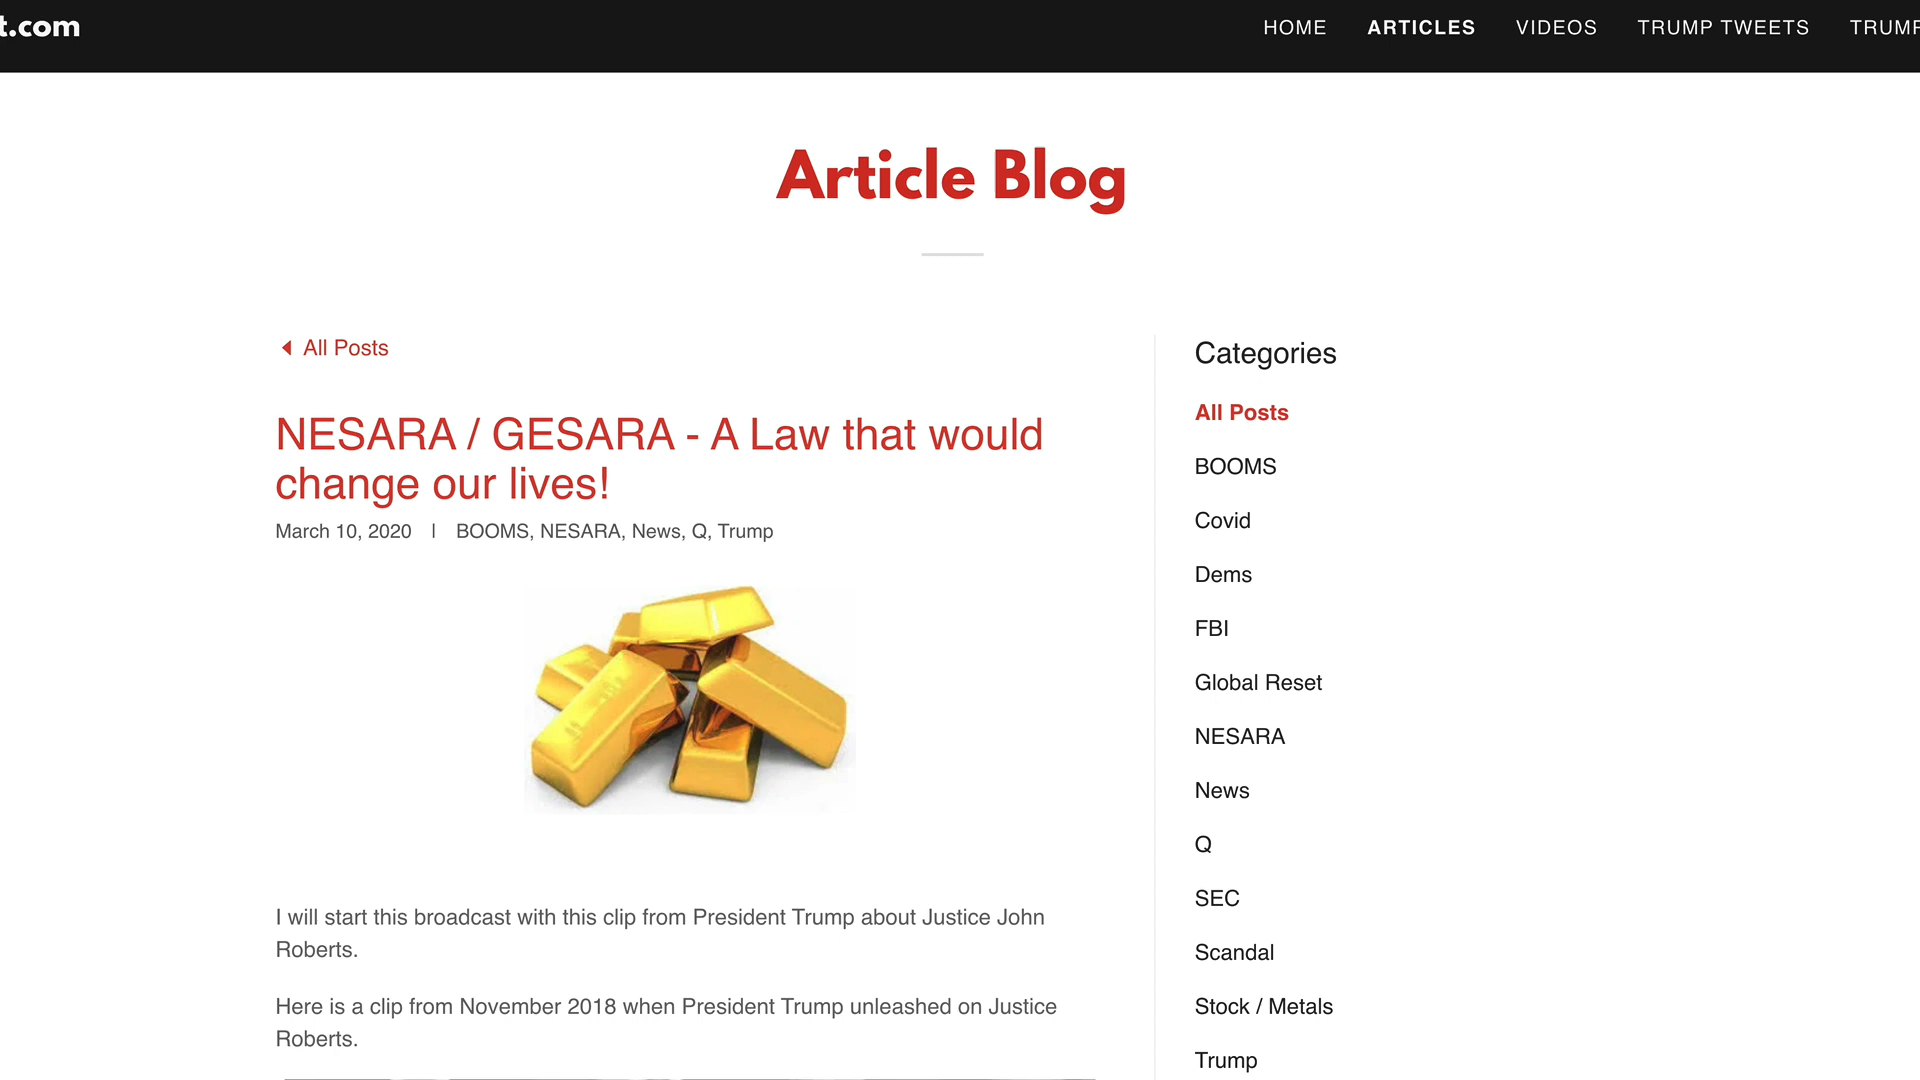 t.com
HOME ARTICLES VIDEOS TRUMP TWEETS TRUMP
Article Blog
All Posts
NESARA / GESARA - A Law that would
change our lives!
March 10, 2020 | BOOMS, NESARA, News, Q, Trump
I will start this broadcast with this clip from President Trump about Justice John
Roberts.
Here is a clip from November 2018 when President Trump unleashed on Justice
Roberts.
Categories
All Posts
BOOMS
Covid
Dems
FBI
Global Reset
NESARA
News
Q
SEC
Scandal
Stock / Metals
Trump